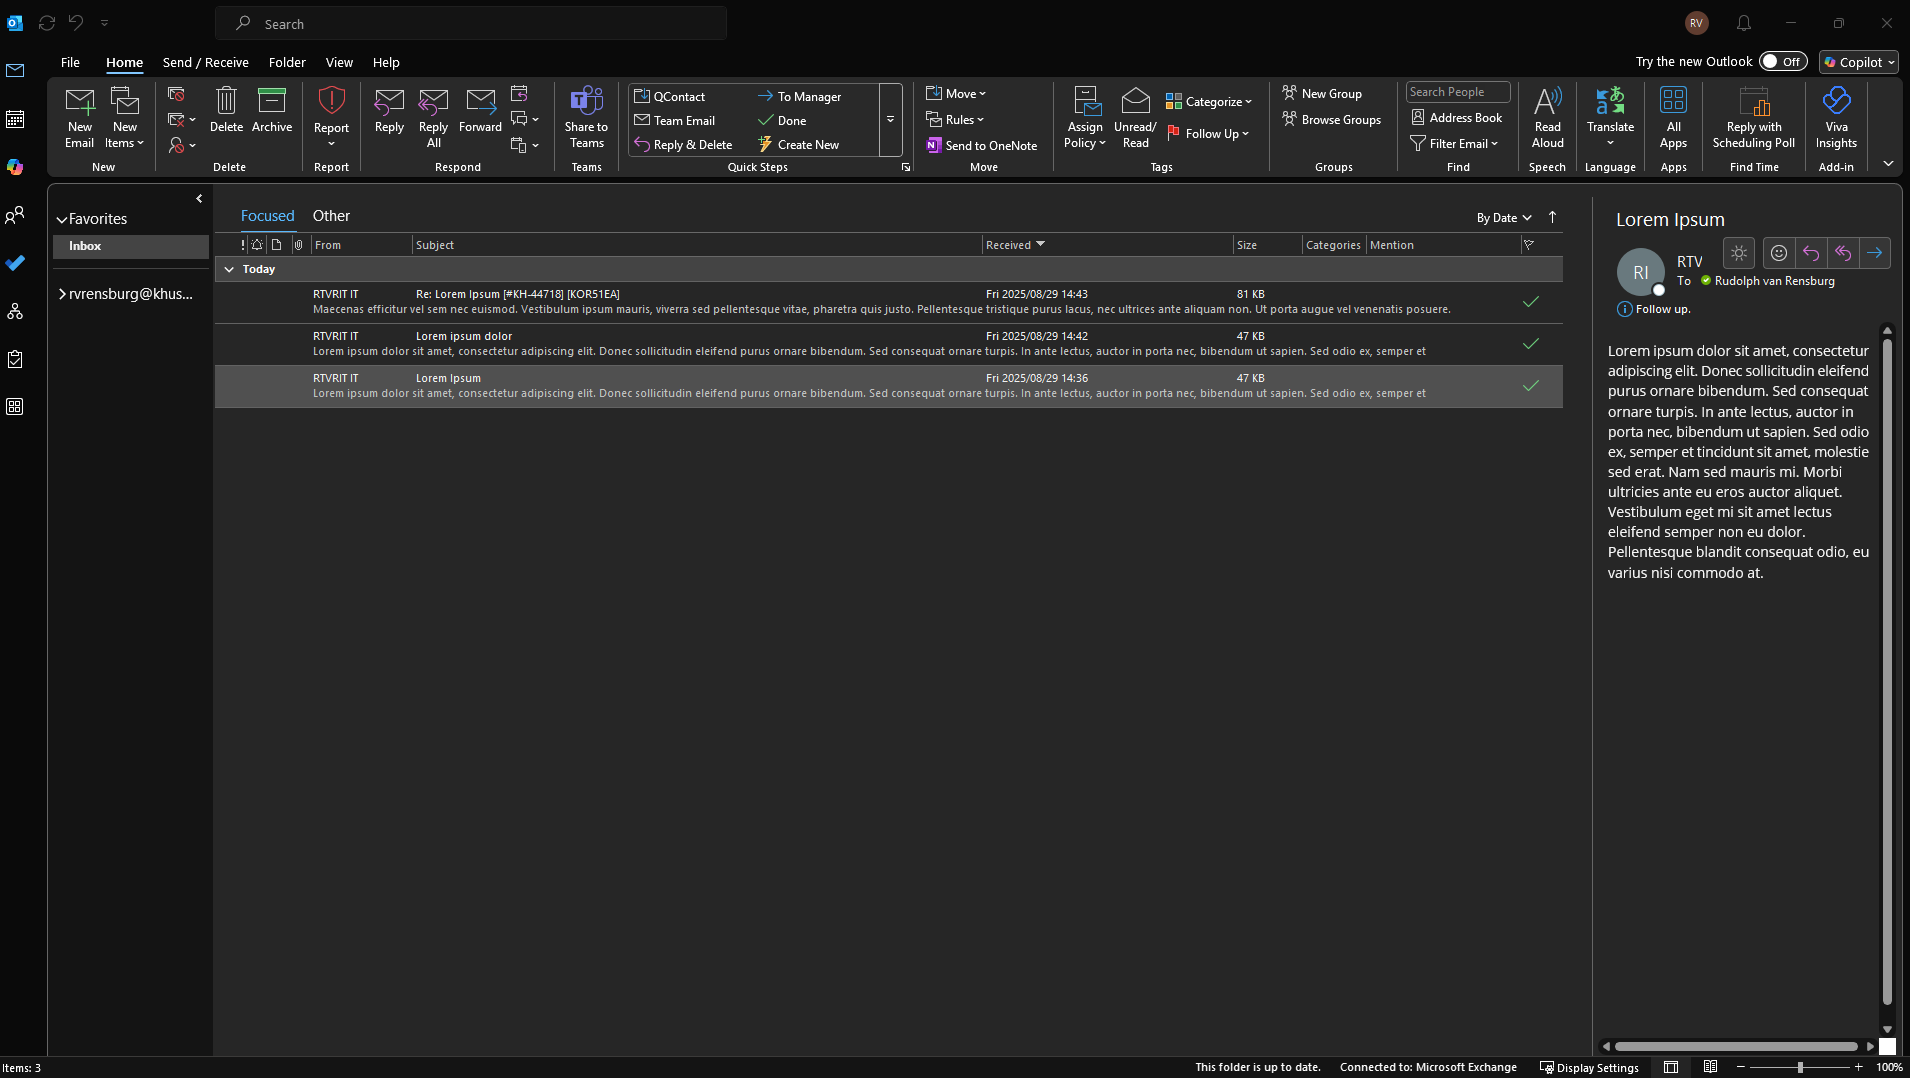 Search
RV
File Home Send / Receive Folder View Help
Try the new Outlook Off Copilot
New Email
New Items
New
Delete
Archive
Delete
Report
Report
Reply
Reply All
Forward
Respond
Share to Teams
Teams
QContact
Team Email
Reply & Delete
To Manager
Done
Create New
Quick Steps
Move
Rules
Send to OneNote
Move
Assign Policy
Unread/ Read
Categorize
Follow Up
Tags
New Group
Browse Groups
Groups
Search People
Address Book
Filter Email
Find
Read Aloud
Speech
Translate
Language
All Apps
Apps
Reply with Scheduling Poll
Find Time
Viva Insights
Add-in
Favorites
Inbox
rvrensburg@khus...
Focused Other
By Date
! From Subject Received Size Categories Mention
Today
RTVRIT IT Re: Lorem Ipsum [#KH-44718] [KOR51EA] Fri 2025/08/29 14:43 81 KB
Maecenas efficitur vel sem nec euismod. Vestibulum ipsum mauris, viverra sed pellentesque vitae, pharetra quis justo. Pellentesque tristique purus lacus, nec ultrices ante aliquam non. Ut porta augue vel venenatis posuere.
RTVRIT IT Lorem ipsum dolor Fri 2025/08/29 14:42 47 KB
Lorem ipsum dolor sit amet, consectetur adipiscing elit. Donec sollicitudin eleifend purus ornare bibendum. Sed consequat ornare turpis. In ante lectus, auctor in porta nec, bibendum ut sapien. Sed odio ex, semper et
RTVRIT IT Lorem Ipsum Fri 2025/08/29 14:36 47 KB
Lorem ipsum dolor sit amet, consectetur adipiscing elit. Donec sollicitudin eleifend purus ornare bibendum. Sed consequat ornare turpis. In ante lectus, auctor in porta nec, bibendum ut sapien. Sed odio ex, semper et
Lorem Ipsum
RI
RTV
To Rudolph van Rensburg
Follow up.
Lorem ipsum dolor sit amet, consectetur
adipiscing elit. Donec sollicitudin eleifend
purus ornare bibendum. Sed consequat
ornare turpis. In ante lectus, auctor in
porta nec, bibendum ut sapien. Sed odio
ex, semper et tincidunt sit amet, molestie
sed erat. Nam sed mauris mi. Morbi
ultricies ante eu eros auctor aliquet.
Vestibulum eget mi sit amet lectus
eleifend semper non eu dolor.
Pellentesque blandit consequat odio, eu
varius nisi commodo at.
Items: 3
This folder is up to date. Connected to: Microsoft Exchange Display Settings 100%